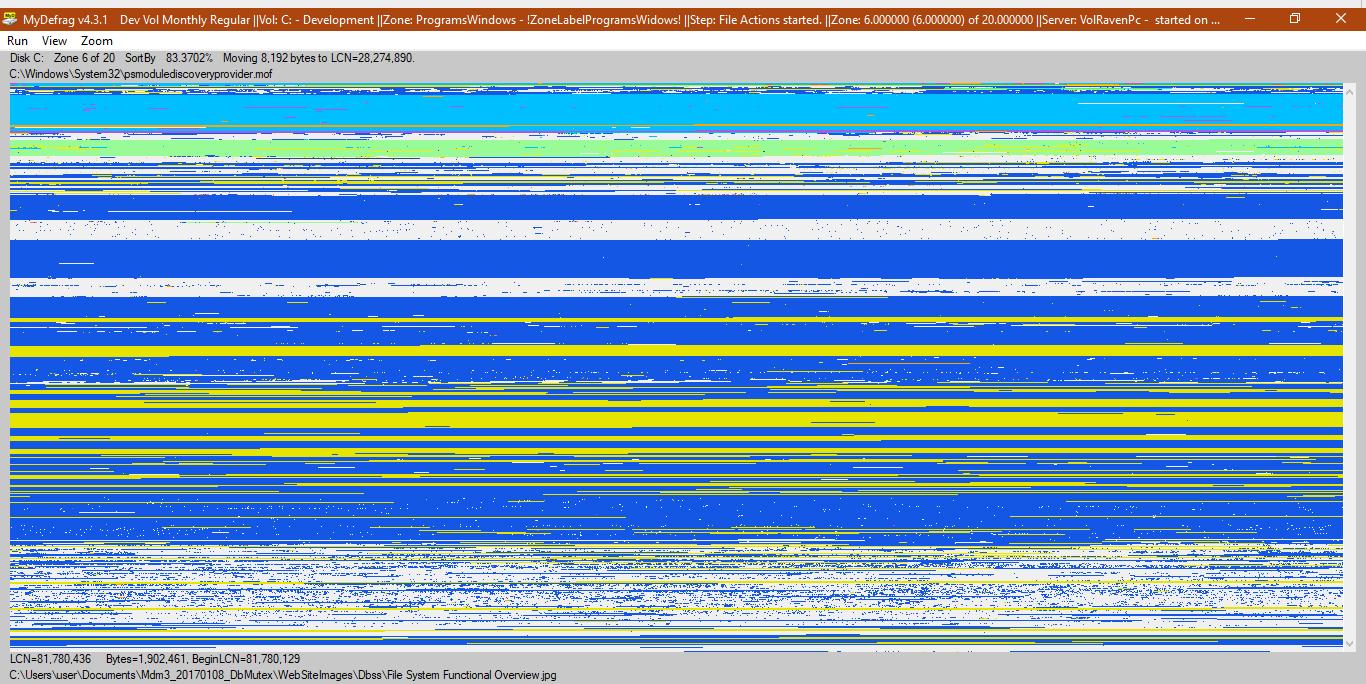 MyDefrag v4.3.1 Dev Vol Monthly Regular ||Vol: C: - Development ||Zone: ProgramsWindows - !ZoneLabelProgramsWidows! ||Step: File Actions started. ||Zone: 6.000000 (6.000000) of 20.000000 ||Server: VolRavenPc - started on ...
Run View Zoom
Disk C: Zone 6 of 20 SortBy 83.3702% Moving 8,192 bytes to LCN=28,274,890.
C:\Windows\System32\psmodulediscoveryprovider.mof
LCN=81,780,436 Bytes=1,902,461, BeginLCN=81,780,129
C:\Users\user\Documents\Mdm3_20170108_DbMutex\WebSiteImages\Dbss\File System Functional Overview.jpg